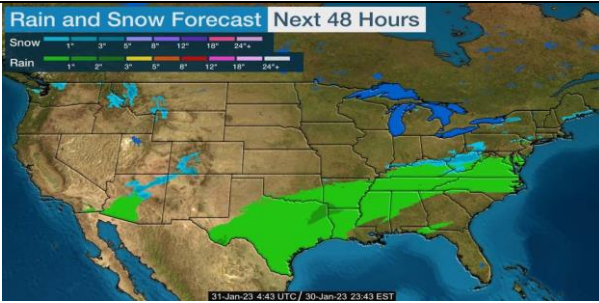 Rain and Snow Forecast Next 48 Hours
Snow 1" 3" 5" 8" 12" 18" 24"+
Rain 1" 2" 3" 5" 8" 12" 18" 24"+
31-Jan-23 4:43 UTC / 30-Jan-23 23:43 EST